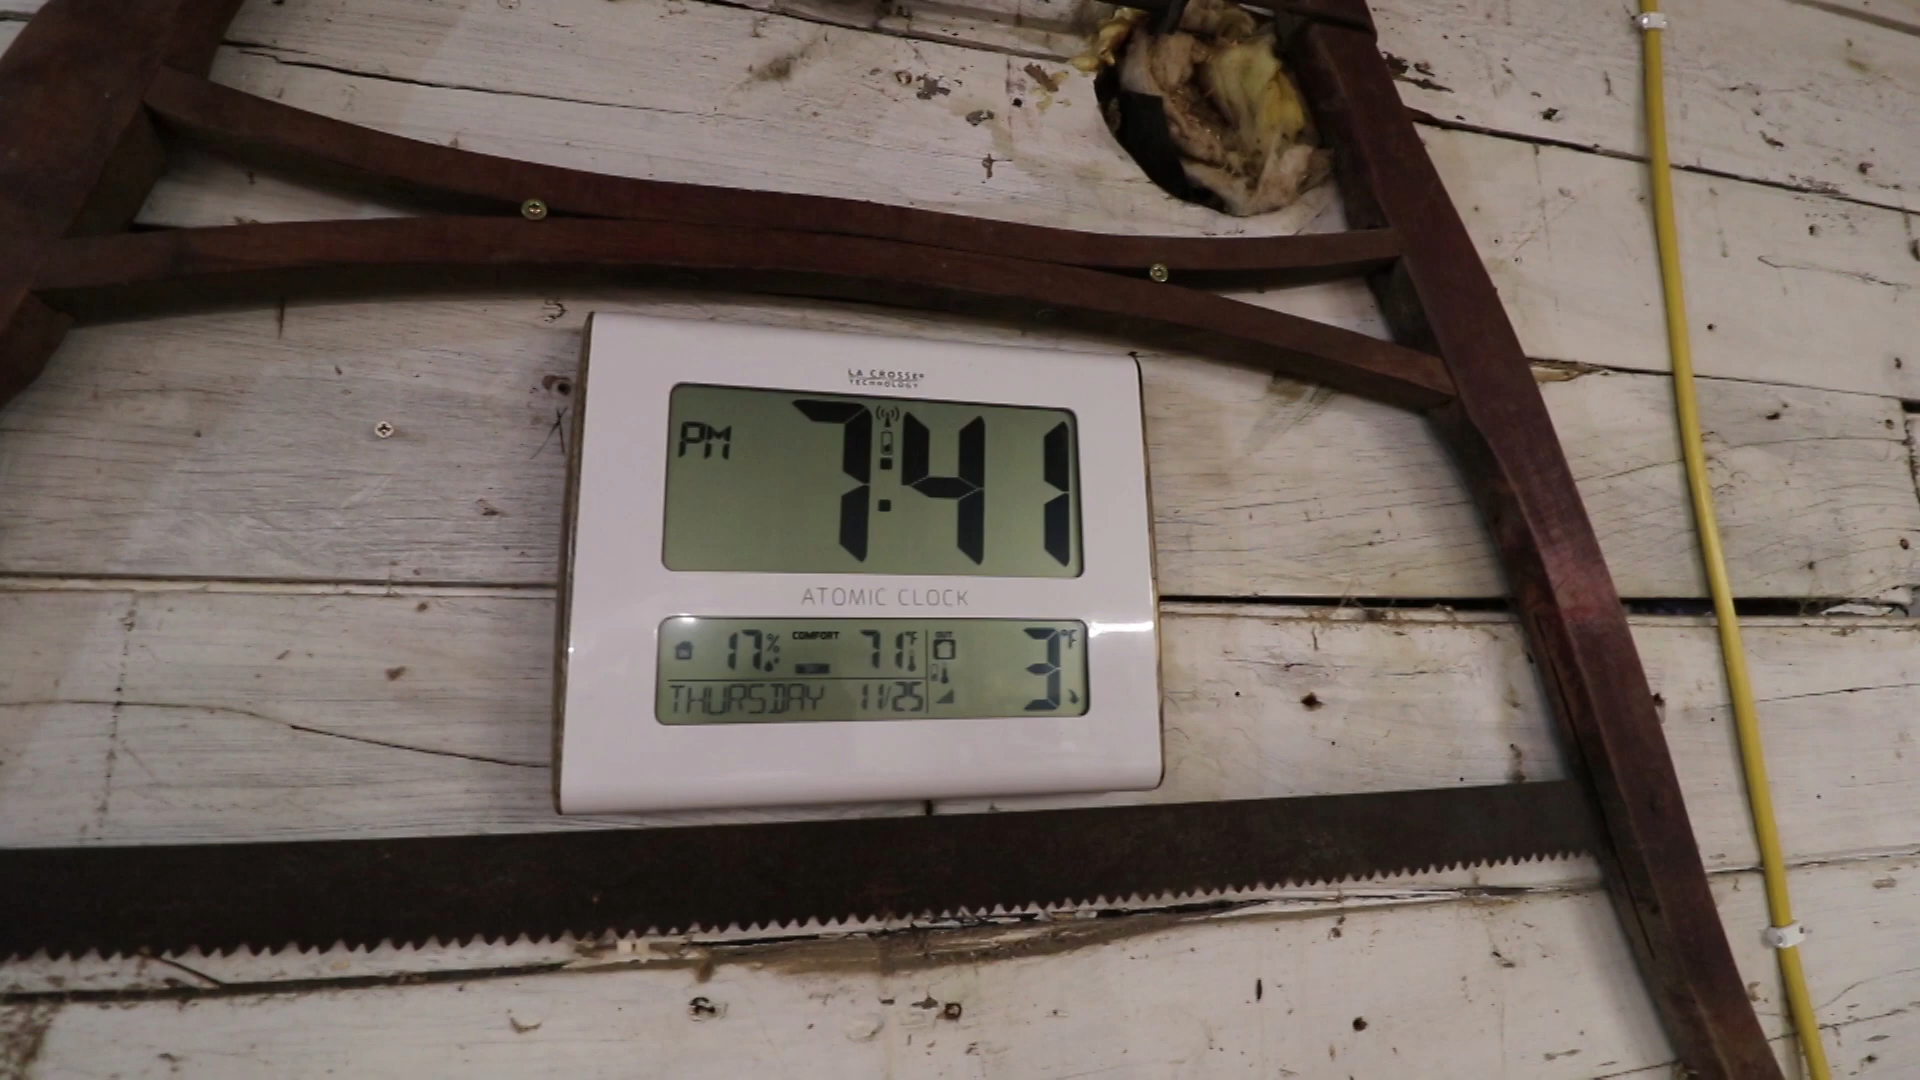 LA CROSSE
TECHNOLOGY
PM 7:41
ATOMIC CLOCK
17% COMFORT 71°F OUT 3°F
THURSDAY 11/25